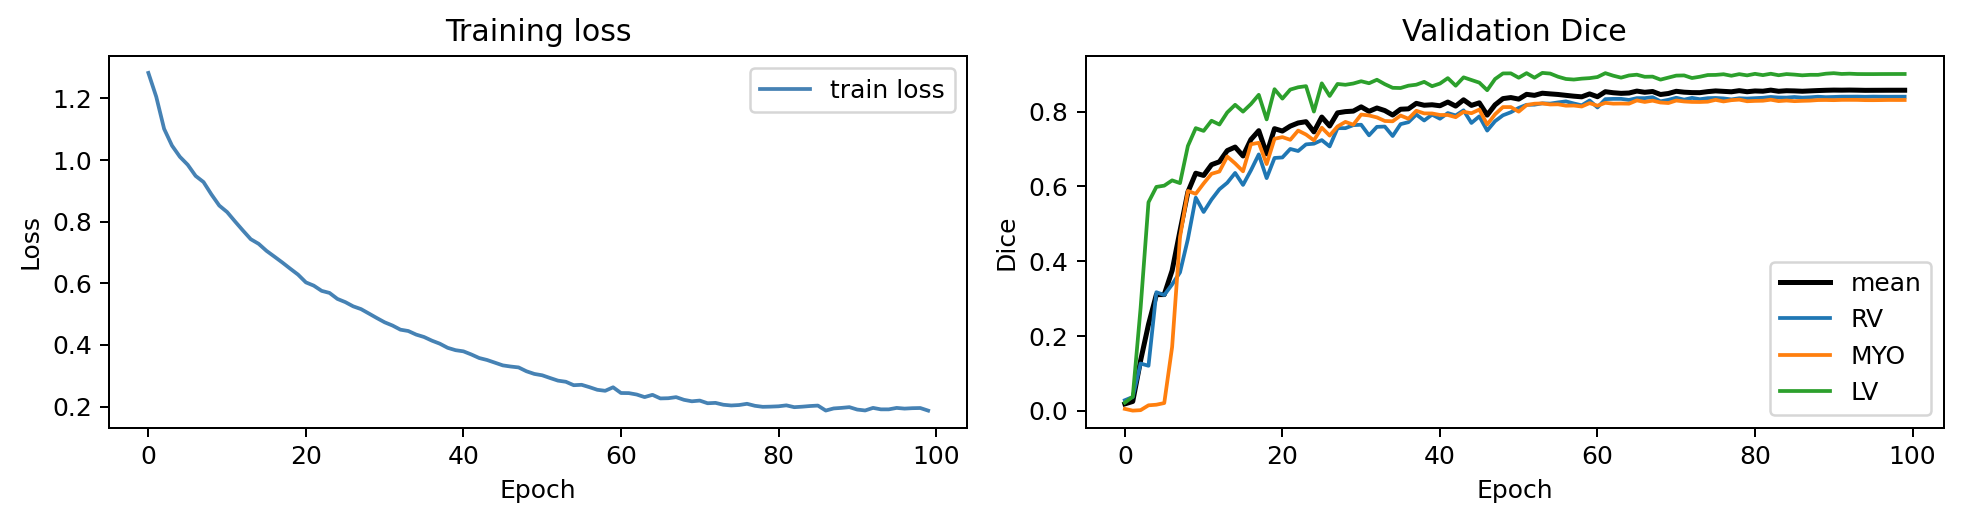 Training loss
train loss
1.2
1.0
0.8
0.6
0.4
0.2
Loss
0 20 40 60 80 100
Epoch
Validation Dice
0.8
0.6
0.4
0.2
0.0
Dice
mean
RV
MYO
LV
0 20 40 60 80 100
Epoch